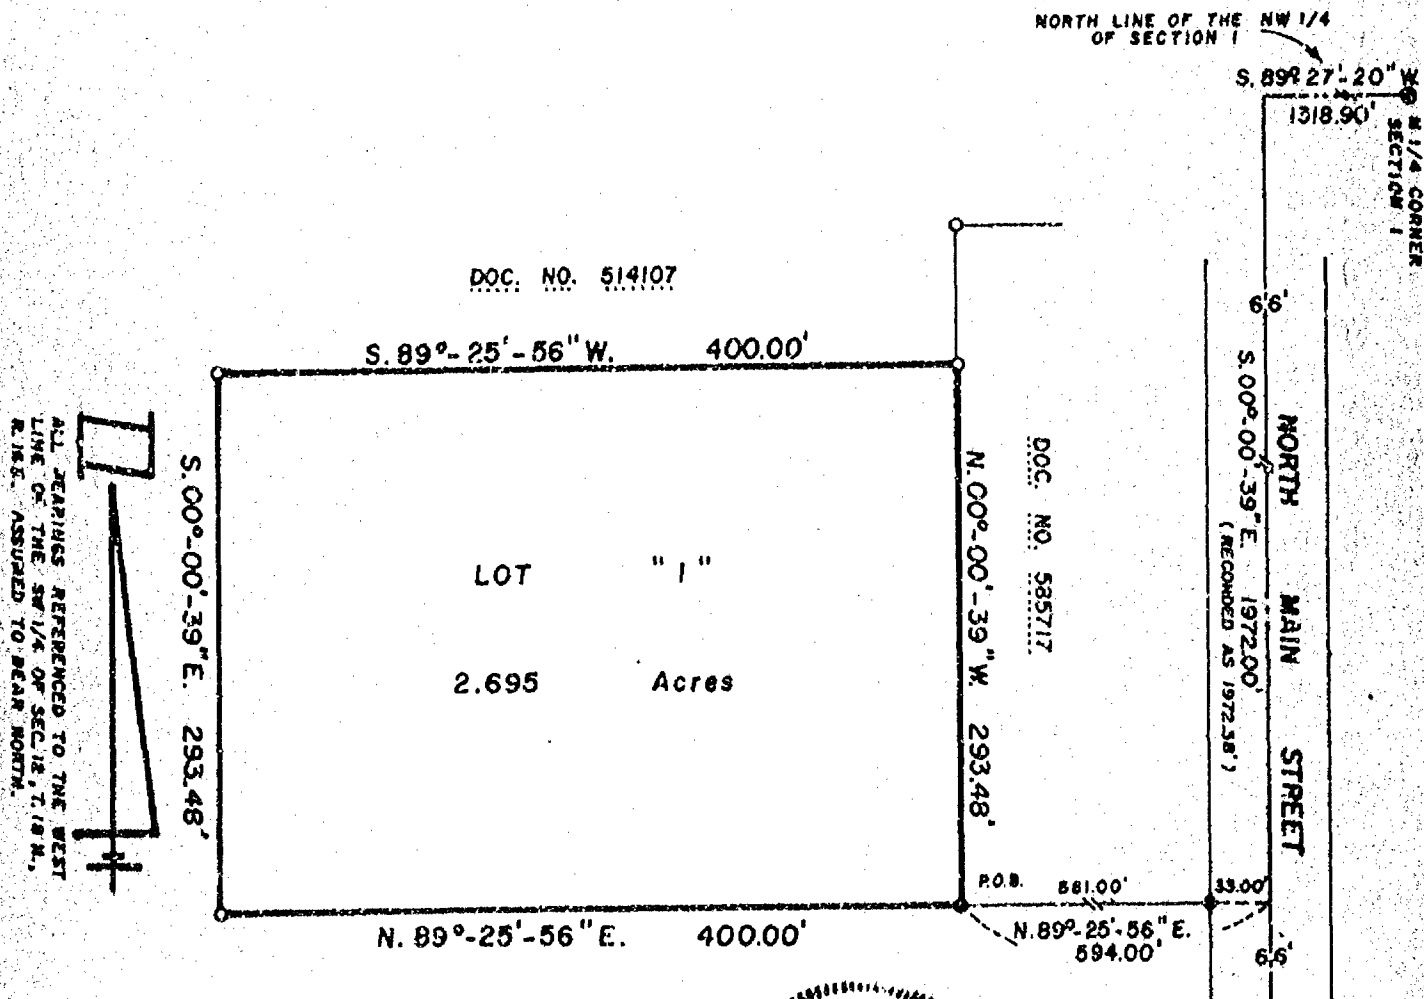 NORTH LINE OF THE NW 1/4
OF SECTION 1
S. 89° 27'-20" W
1318.90'
N 1/4 CORNER
SECTION 1
DOC. NO. 514107
S. 89°-25'-56" W. 400.00'
66'
S. 00°-00'-39" E. 1972.00'
(RECORDED AS 1972.58')
NORTH MAIN STREET
DOC. NO. 585717
N. 00°-00'-39" W. 293.48'
LOT "1"
2.695 Acres
S. 00°-00'-39" E. 293.48'
ALL BEARINGS REFERENCED TO THE WEST
LINE OF THE SW 1/4 OF SEC. 12, T. 18 N.,
R. 16 E. ASSUMED TO BEAR NORTH.
P.O.B. 561.00' 33.00'
N. 89°-25'-56" E.
594.00'
N. 89°-25'-56" E. 400.00'
66'